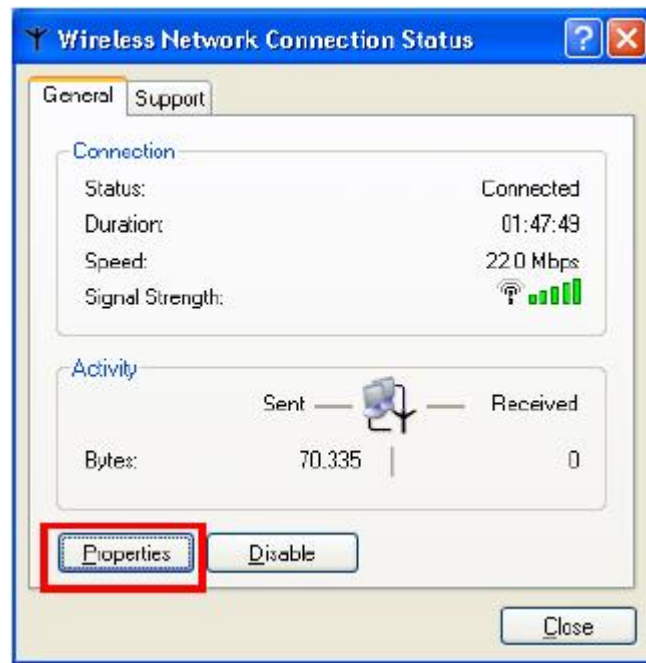 Wireless Network Connection Status
General Support
Connection
Status: Connected
Duration: 01:47:49
Speed: 22.0 Mbps
Signal Strength:
Activity
Sent Received
Bytes: 70,335 0
Properties Disable
Close